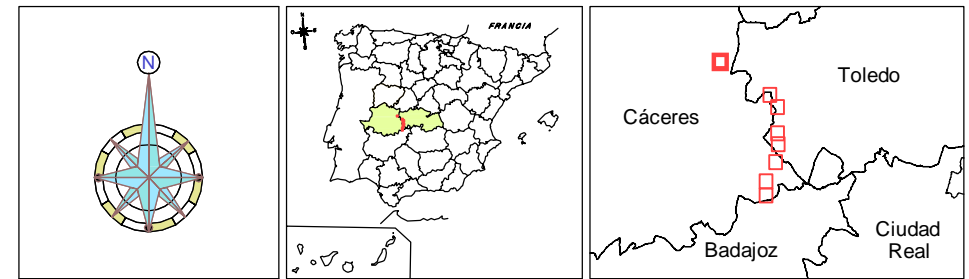 N
FRANCIA
Toledo
Cáceres
Badajoz
Ciudad
Real